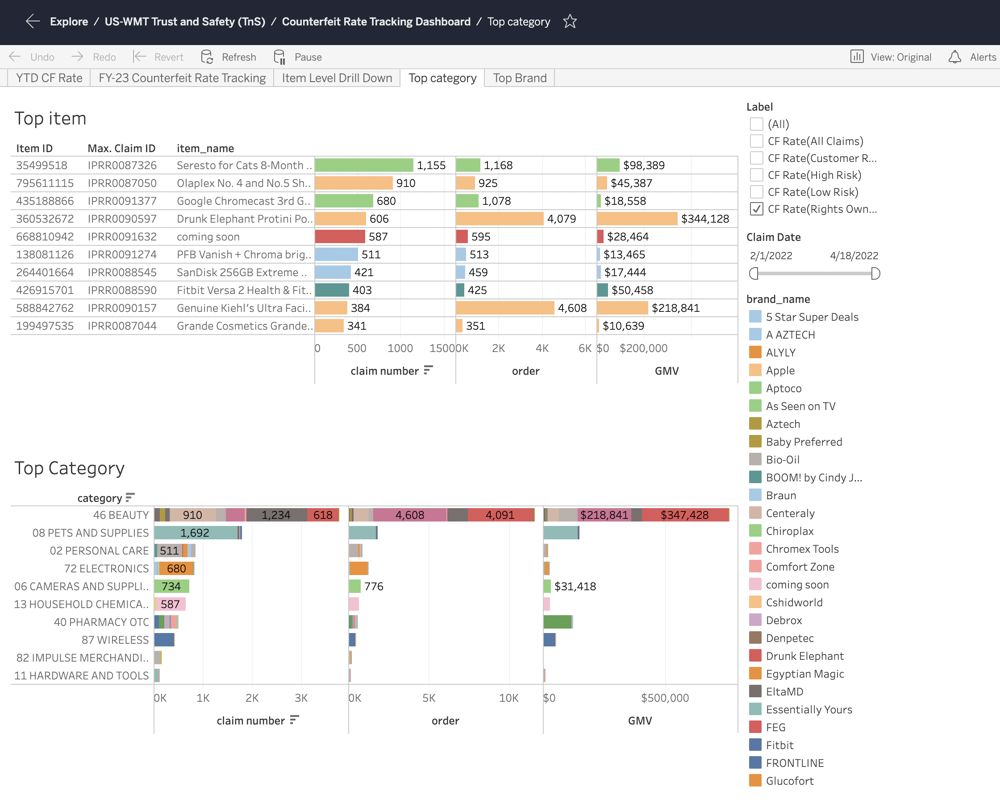 Explore / US-WMT Trust and Safety (TnS) / Counterfeit Rate Tracking Dashboard / Top category
Undo Redo Revert Refresh Pause View: Original Alerts
YTD CF Rate FY-23 Counterfeit Rate Tracking Item Level Drill Down Top category Top Brand
Top item
Item ID Max. Claim ID item_name
35499518 IPRR0087326 Seresto for Cats 8-Month .. 1,155 1,168 $98,389
795611115 IPRR0087050 Olaplex No. 4 and No.5 Sh.. 910 925 $45,387
435188866 IPRR0091377 Google Chromecast 3rd G.. 680 1,078 $18,558
360532672 IPRR0090597 Drunk Elephant Protini Po.. 606 4,079 $344,128
668810942 IPRR0091632 coming soon 587 595 $28,464
138081126 IPRR0091274 PFB Vanish + Chroma brig.. 511 513 $13,465
264401664 IPRR0088545 SanDisk 256GB Extreme .. 421 459 $17,444
426915701 IPRR0088590 Fitbit Versa 2 Health & Fit.. 403 425 $50,458
588842762 IPRR0090157 Genuine Kiehl's Ultra Faci.. 384 4,608 $218,841
199497535 IPRR0087044 Grande Cosmetics Grande.. 341 351 $10,639
0 500 1000 1500 0K 2K 4K 6K $0 $200,000
claim number order GMV
Top Category
category
46 BEAUTY 910 1,234 618 4,608 4,091 $218,841 $347,428
08 PETS AND SUPPLIES 1,692
02 PERSONAL CARE 511
72 ELECTRONICS 680
06 CAMERAS AND SUPPLI.. 734 776 $31,418
13 HOUSEHOLD CHEMICA.. 587
40 PHARMACY OTC
87 WIRELESS
82 IMPULSE MERCHANDI..
11 HARDWARE AND TOOLS
0K 1K 2K 3K 0K 5K 10K $0 $500,000
claim number order GMV
Label
(All)
CF Rate(All Claims)
CF Rate(Customer R...
CF Rate(High Risk)
CF Rate(Low Risk)
CF Rate(Rights Own...
Claim Date
2/1/2022 4/18/2022
brand_name
5 Star Super Deals
A AZTECH
ALYLY
Apple
Aptoco
As Seen on TV
Aztech
Baby Preferred
Bio-Oil
BOOM! by Cindy J...
Braun
Centeraly
Chiroplax
Chromex Tools
Comfort Zone
coming soon
Cshidworld
Debrox
Denpetec
Drunk Elephant
Egyptian Magic
EltaMD
Essentially Yours
FEG
Fitbit
FRONTLINE
Glucofort